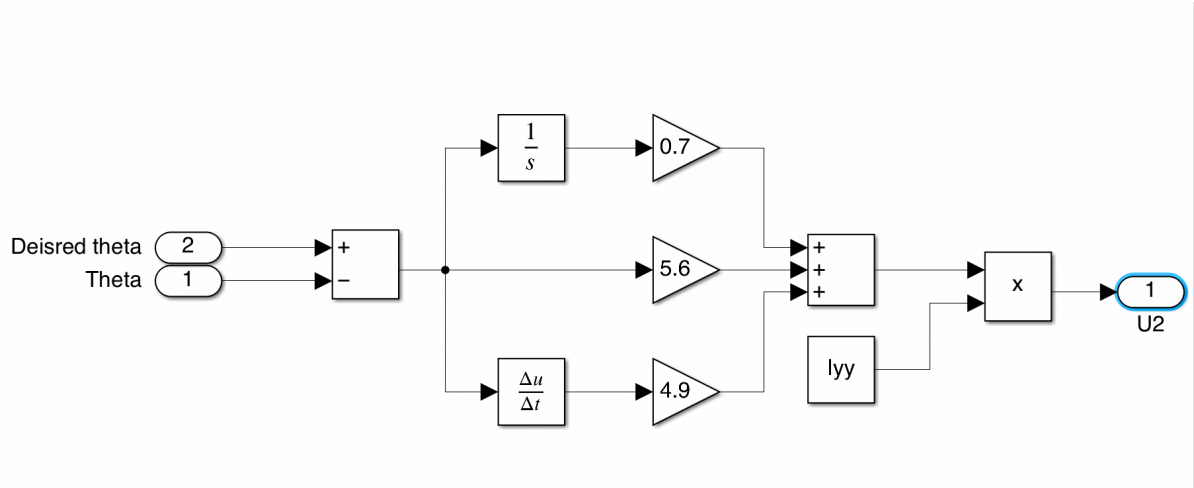 1
s
0.7
Deisred theta
2
+
Theta
1
−
5.6
+
+
+
x
1
U2
Iyy
Δu
Δt
4.9